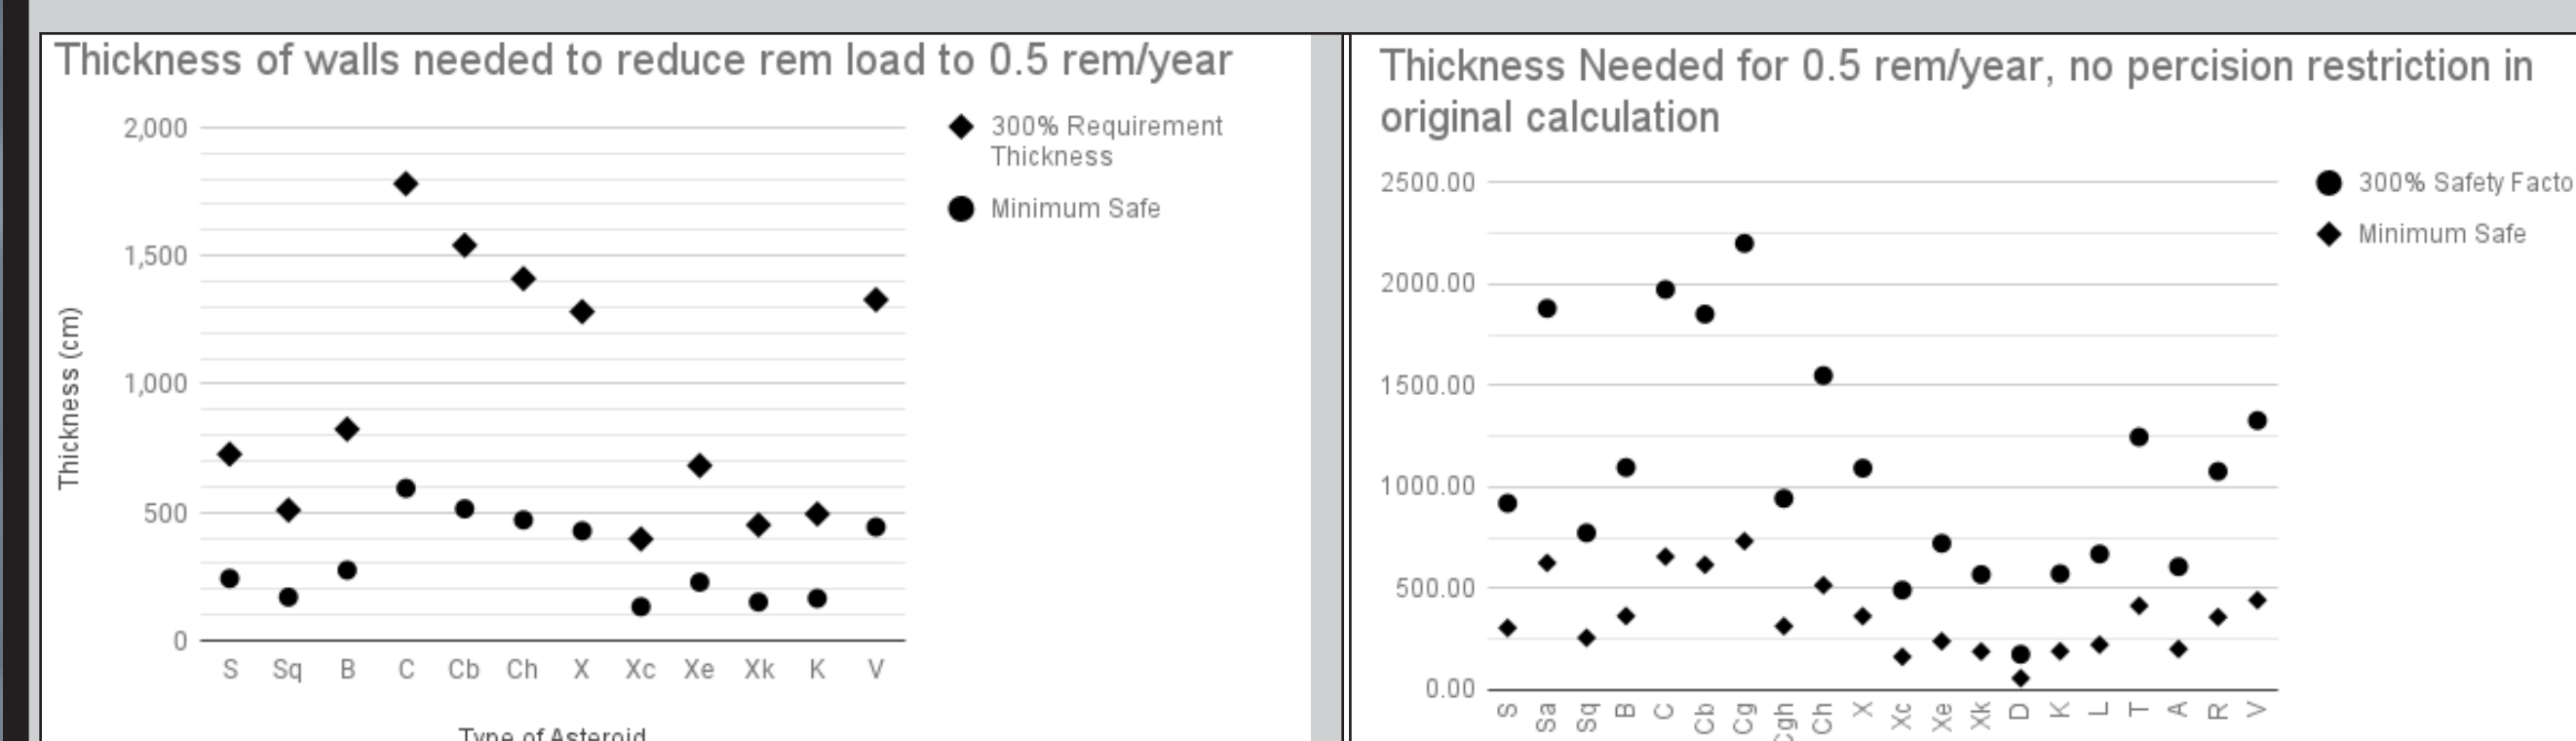 Thickness of walls needed to reduce rem load to 0.5 rem/year
2,000
1,500
1,000
500
0
Thickness (cm)
300% Requirement
Thickness
Minimum Safe
S Sq B C Cb Ch X Xc Xe Xk K V
Type of Asteroid
Thickness Needed for 0.5 rem/year, no percision restriction in
original calculation
2500.00
2000.00
1500.00
1000.00
500.00
0.00
300% Safety Facto
Minimum Safe
S Sa Sq B C Cb Cg Cgh Ch X Xc Xe Xk D K L T A R V